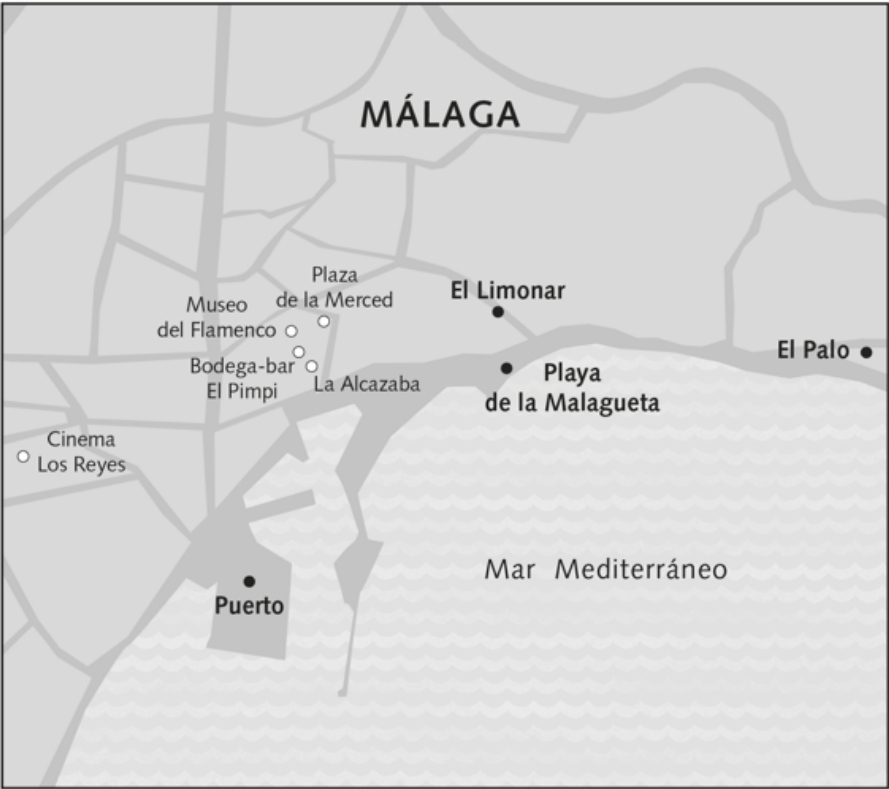 MÁLAGA
Plaza
de la Merced
Museo
del Flamenco
El Limonar
Bodega-bar
El Pimpi
La Alcazaba
El Palo
Playa
de la Malagueta
Cinema
Los Reyes
Mar Mediterráneo
Puerto